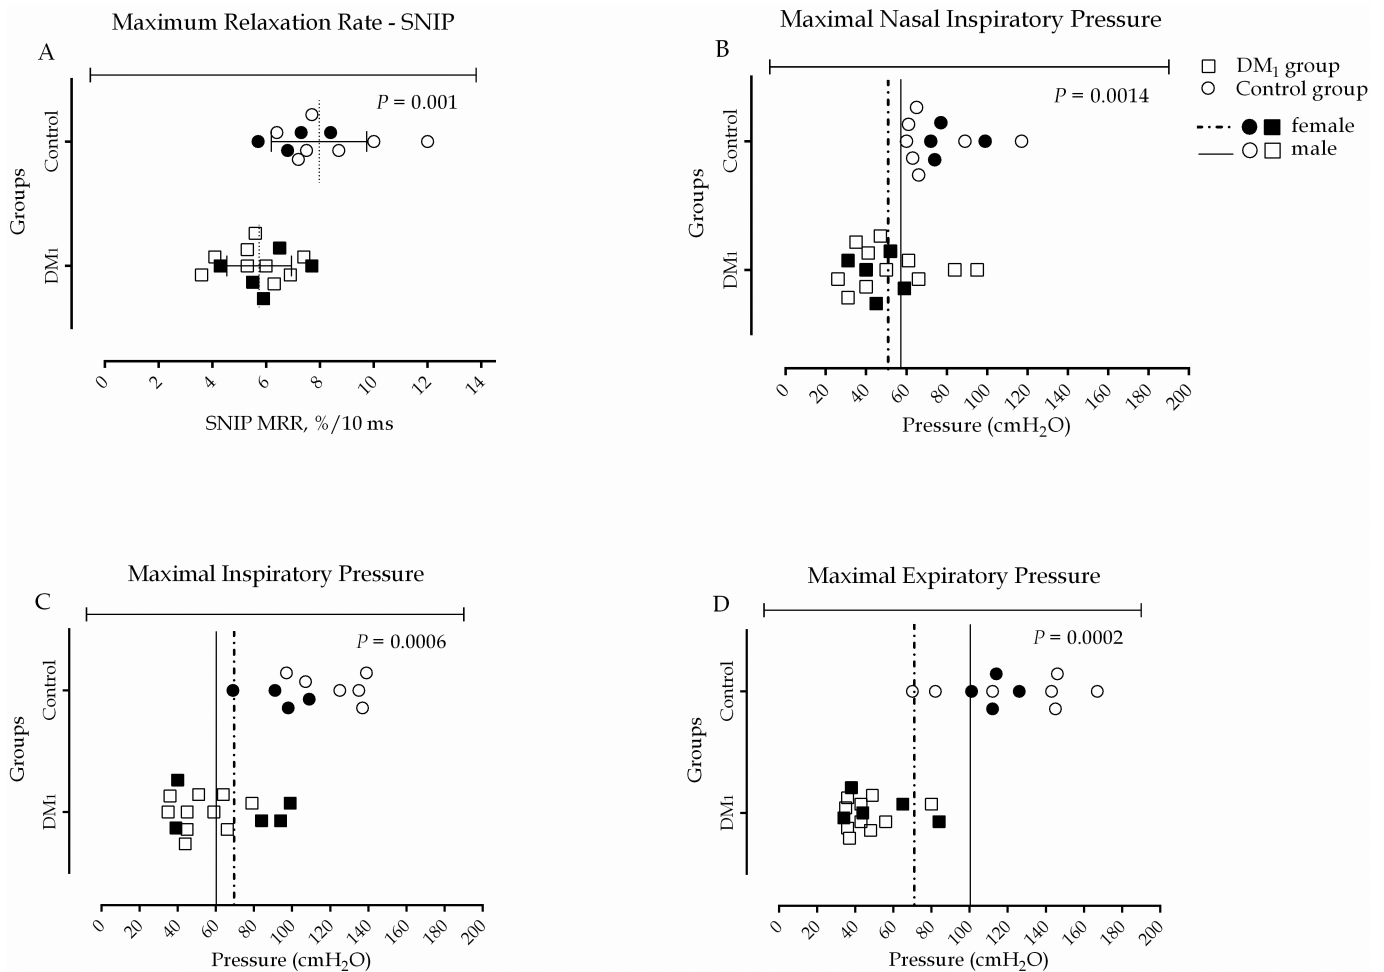 Maximum Relaxation Rate - SNIP
A
P = 0.001
Control
DM1
Groups
0 2 4 6 8 10 12 14
SNIP MRR, %/10 ms
Maximal Nasal Inspiratory Pressure
B
P = 0.0014
Control
DM1
Groups
0 20 40 60 80 100 120 140 160 180 200
Pressure (cmH₂O)
DM₁ group
Control group
female
male
Maximal Inspiratory Pressure
C
P = 0.0006
Control
DM1
Groups
0 20 40 60 80 100 120 140 160 180 200
Pressure (cmH₂O)
Maximal Expiratory Pressure
D
P = 0.0002
Control
DM1
Groups
0 20 40 60 80 100 120 140 160 180 200
Pressure (cmH₂O)